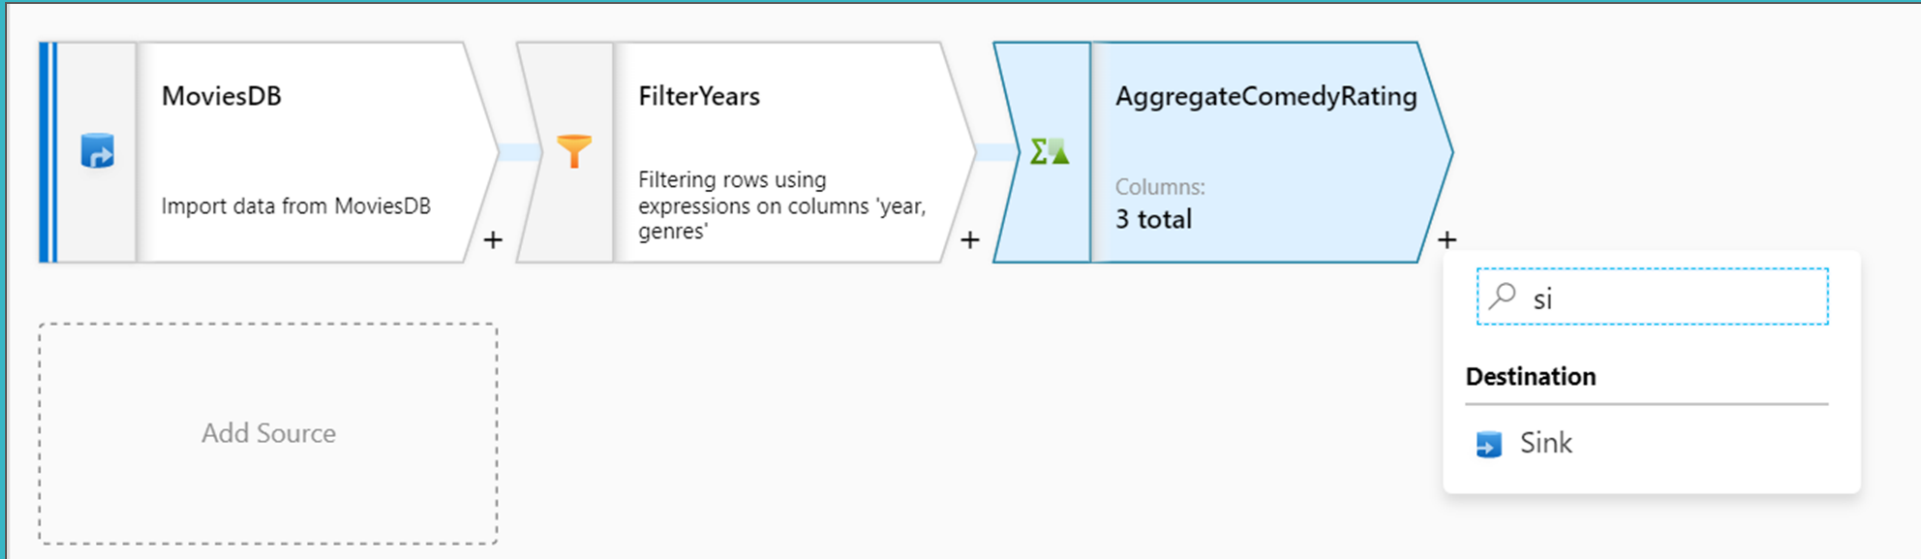 MoviesDB
Import data from MoviesDB
+
FilterYears
Filtering rows using
expressions on columns 'year,
genres'
+
AggregateComedyRating
Columns:
3 total
+
si
Destination
Sink
Add Source